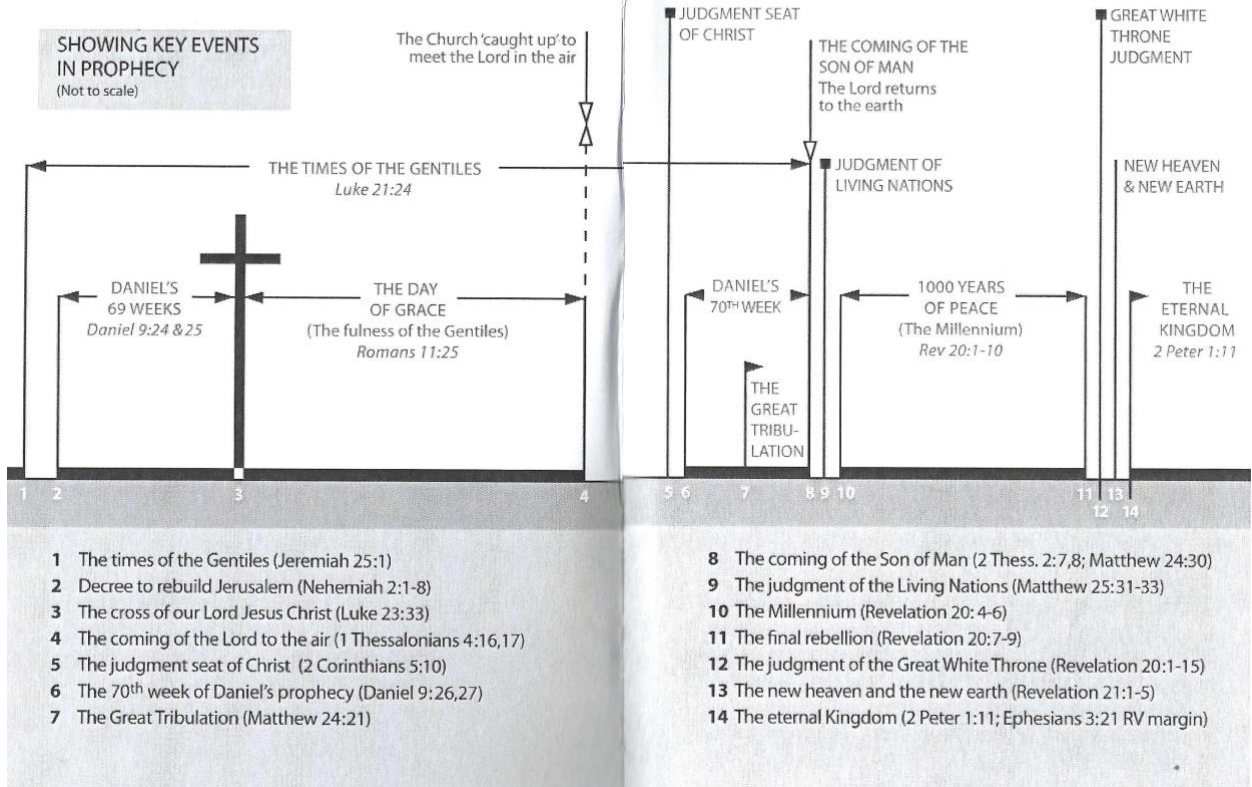 SHOWING KEY EVENTS
IN PROPHECY
(Not to scale)
The Church ‘caught up’ to
meet the Lord in the air
THE TIMES OF THE GENTILES
Luke 21:24
DANIEL’S
69 WEEKS
Daniel 9:24 & 25
THE DAY
OF GRACE
(The fulness of the Gentiles)
Romans 11:25
JUDGMENT SEAT
OF CHRIST
THE COMING OF THE
SON OF MAN
The Lord returns
to the earth
JUDGMENT OF
LIVING NATIONS
GREAT WHITE
THRONE
JUDGMENT
NEW HEAVEN
& NEW EARTH
DANIEL’S
70TH WEEK
THE
GREAT
TRIBU-
LATION
1000 YEARS
OF PEACE
(The Millennium)
Rev 20:1-10
THE
ETERNAL
KINGDOM
2 Peter 1:11
1 2 3 4 5 6 7 8 9 10 11 13
12 14
1 The times of the Gentiles (Jeremiah 25:1)
2 Decree to rebuild Jerusalem (Nehemiah 2:1-8)
3 The cross of our Lord Jesus Christ (Luke 23:33)
4 The coming of the Lord to the air (1 Thessalonians 4:16,17)
5 The judgment seat of Christ (2 Corinthians 5:10)
6 The 70th week of Daniel’s prophecy (Daniel 9:26,27)
7 The Great Tribulation (Matthew 24:21)
8 The coming of the Son of Man (2 Thess. 2:7,8; Matthew 24:30)
9 The judgment of the Living Nations (Matthew 25:31-33)
10 The Millennium (Revelation 20: 4-6)
11 The final rebellion (Revelation 20:7-9)
12 The judgment of the Great White Throne (Revelation 20:1-15)
13 The new heaven and the new earth (Revelation 21:1-5)
14 The eternal Kingdom (2 Peter 1:11; Ephesians 3:21 RV margin)